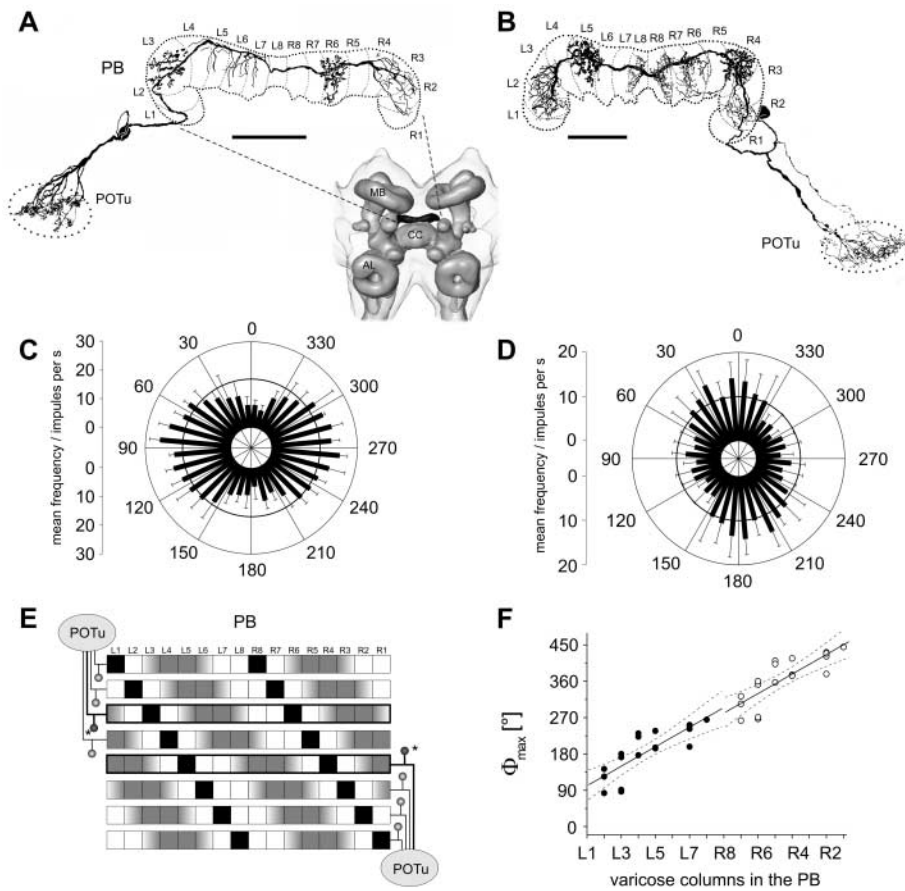 A
L4 L5 L6 L7 L8 R8 R7 R6 R5 R4
L3
PB
R3
L2
R2
L1
R1
POTu
B
L4 L5 L6 L7 L8 R8 R7 R6 R5 R4
L3
L2
R3
L1
R2
R1
POTu
MB
CC
AL
C
mean frequency / impules per s
30
20
10
0
0
10
20
30
0
330
300
270
240
210
180
150
120
90
60
30
D
mean frequency / impules per s
20
10
0
0
10
20
0
330
300
270
240
210
180
150
120
90
60
30
E
PB
POTu
L1 L2 L3 L4 L5 L6 L7 L8 R8 R7 R6 R5 R4 R3 R2 R1
*
*
POTu
F
Φmax [°]
450
360
270
180
90
0
L1 L3 L5 L7 R8 R6 R4 R2
varicose columns in the PB